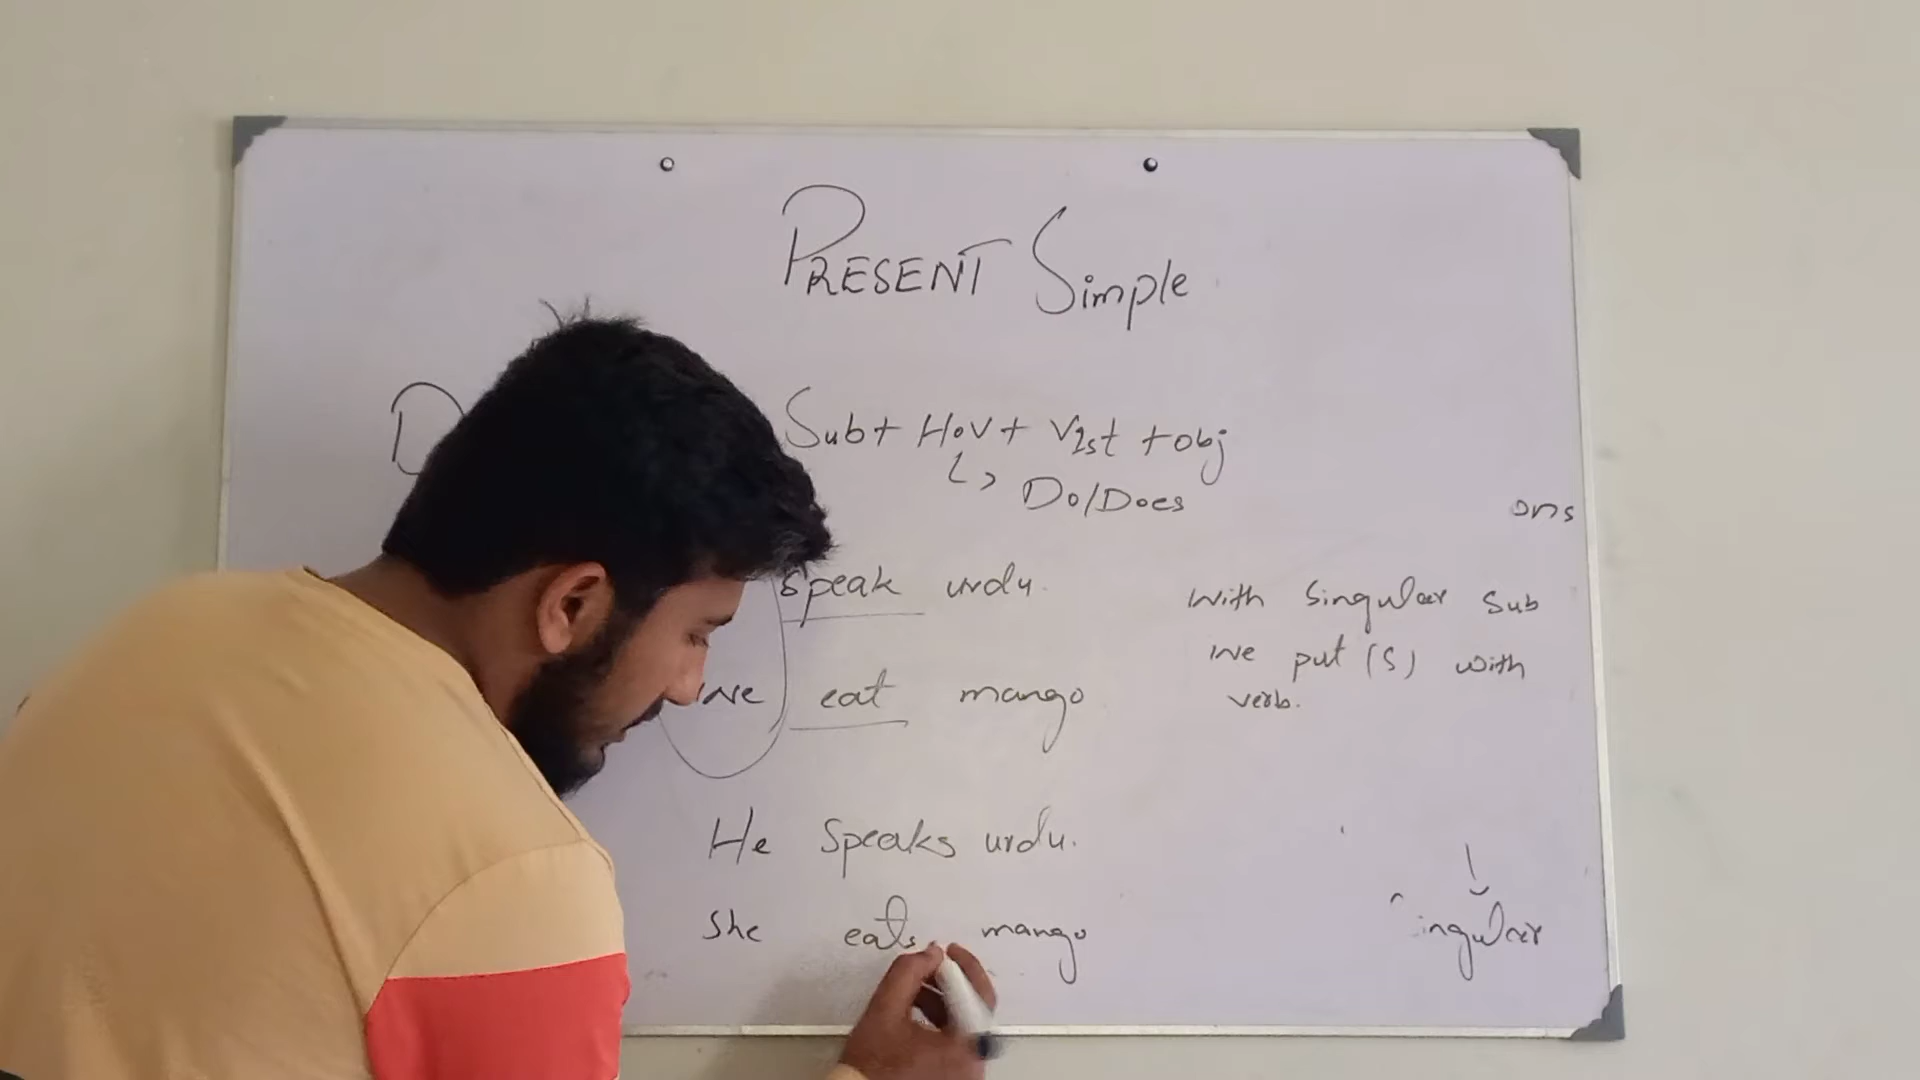 PRESENT Simple
D Sub + H.V + V1st + obj
Do/Does
ons
speak urdu.
We eat mango
With Singular Sub
we put (S) with
verb.
He Speaks urdu.
She eats mango
ingular